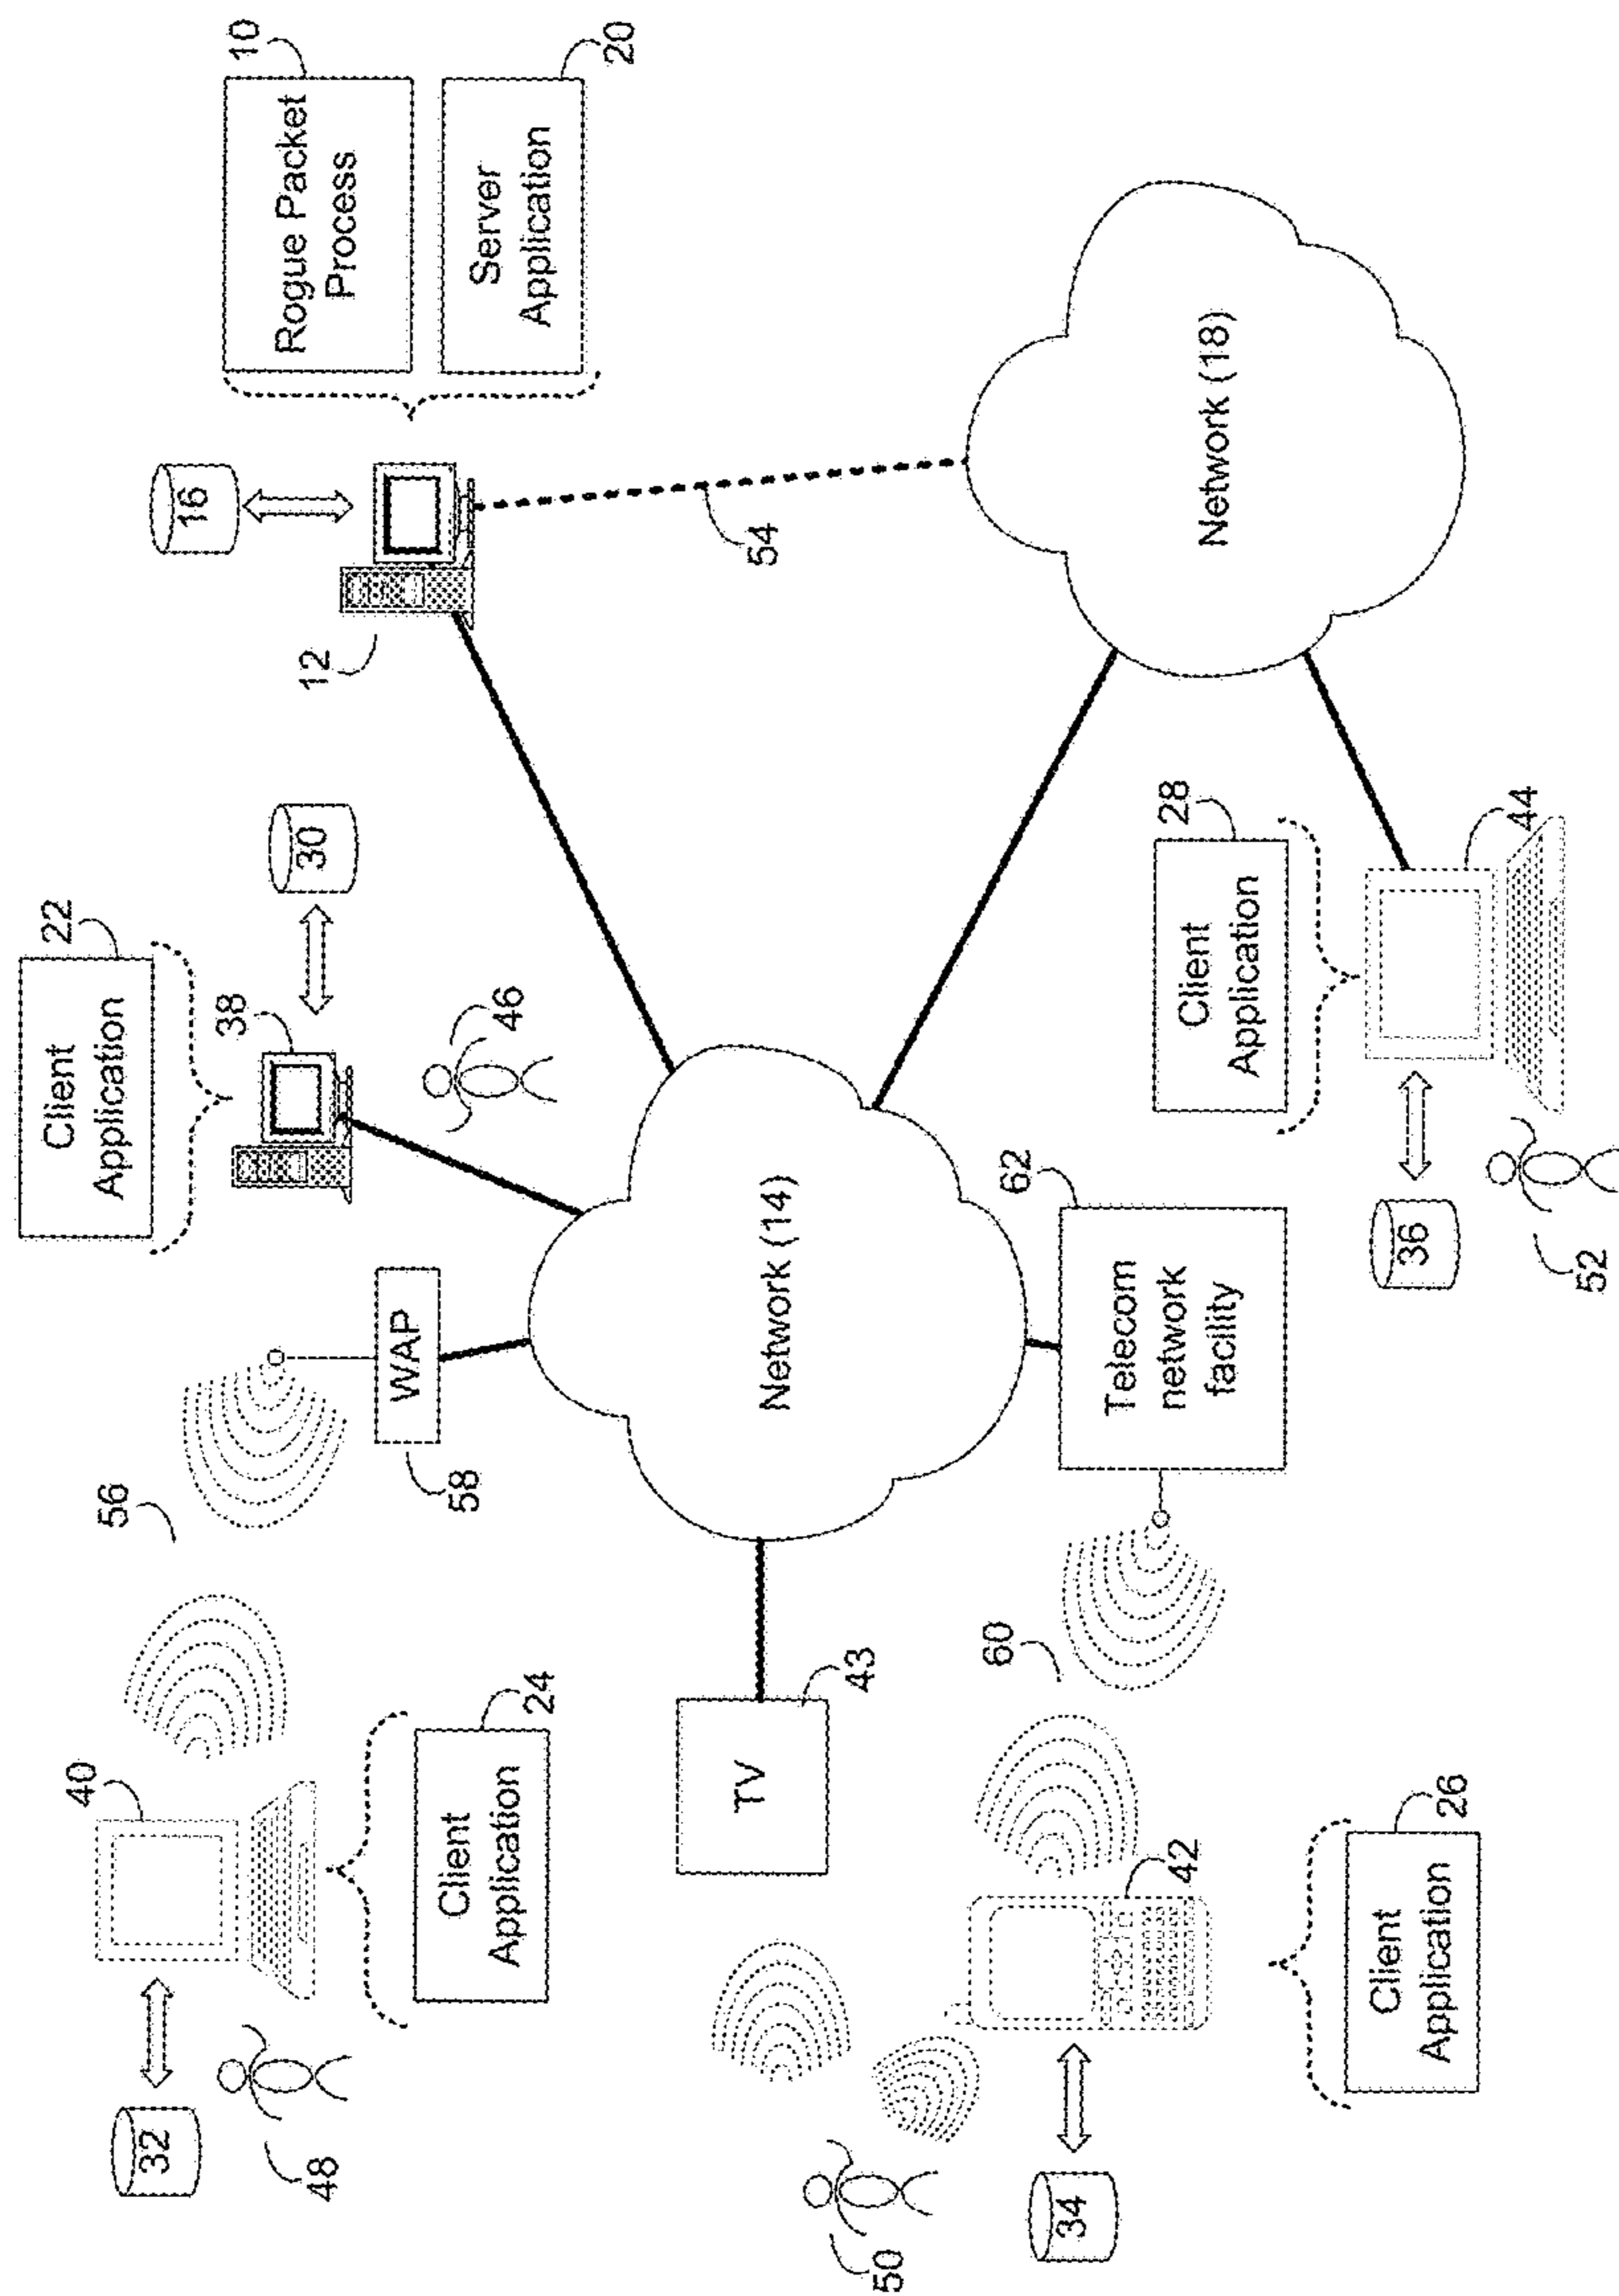 32
48
40
Client
Application
24
56
WAP
58
Client
Application
22
38
30
46
16
12
Rogue Packet
Process
10
Server
Application
20
54
50
34
42
Client
Application
26
TV
43
60
Network (14)
Telecom
network
facility
62
Network (18)
Client
Application
28
44
36
52